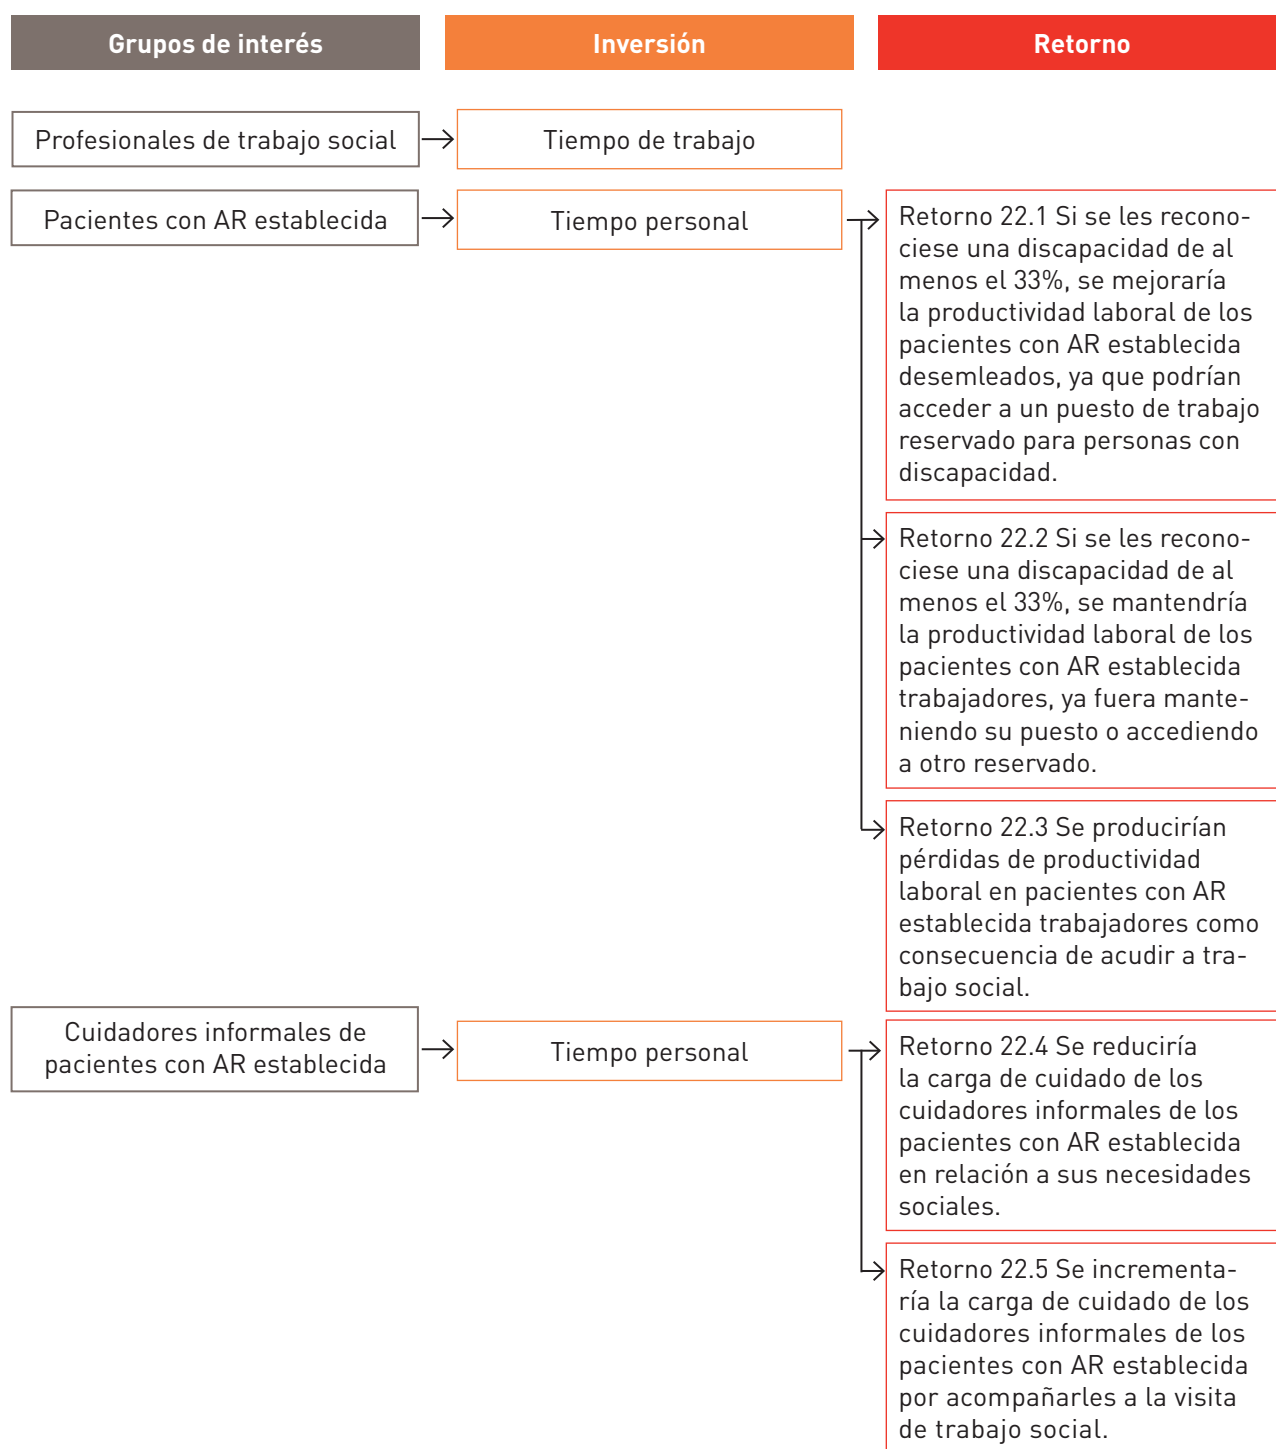 Grupos de interés
Inversión
Retorno
Profesionales de trabajo social
Tiempo de trabajo
Pacientes con AR establecida
Tiempo personal
Retorno 22.1 Si se les recono-
ciese una discapacidad de al
menos el 33%, se mejoraría
la productividad laboral de los
pacientes con AR establecida
desemleados, ya que podrían
acceder a un puesto de trabajo
reservado para personas con
discapacidad.
Retorno 22.2 Si se les recono-
ciese una discapacidad de al
menos el 33%, se mantendría
la productividad laboral de los
pacientes con AR establecida
trabajadores, ya fuera mante-
niendo su puesto o accediendo
a otro reservado.
Retorno 22.3 Se producirían
pérdidas de productividad
laboral en pacientes con AR
establecida trabajadores como
consecuencia de acudir a tra-
bajo social.
Cuidadores informales de
pacientes con AR establecida
Tiempo personal
Retorno 22.4 Se reduciría
la carga de cuidado de los
cuidadores informales de los
pacientes con AR establecida
en relación a sus necesidades
sociales.
Retorno 22.5 Se incrementa-
ría la carga de cuidado de los
cuidadores informales de los
pacientes con AR establecida
por acompañarles a la visita
de trabajo social.